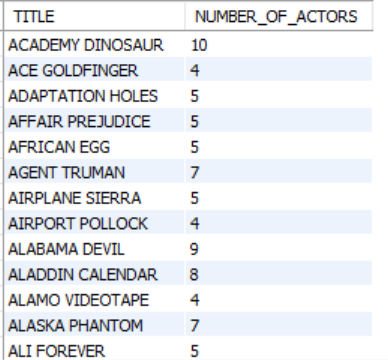 TITLE NUMBER_OF_ACTORS
ACADEMY DINOSAUR 10
ACE GOLDFINGER 4
ADAPTATION HOLES 5
AFFAIR PREJUDICE 5
AFRICAN EGG 5
AGENT TRUMAN 7
AIRPLANE SIERRA 5
AIRPORT POLLOCK 4
ALABAMA DEVIL 9
ALADDIN CALENDAR 8
ALAMO VIDEOTAPE 4
ALASKA PHANTOM 7
ALI FOREVER 5